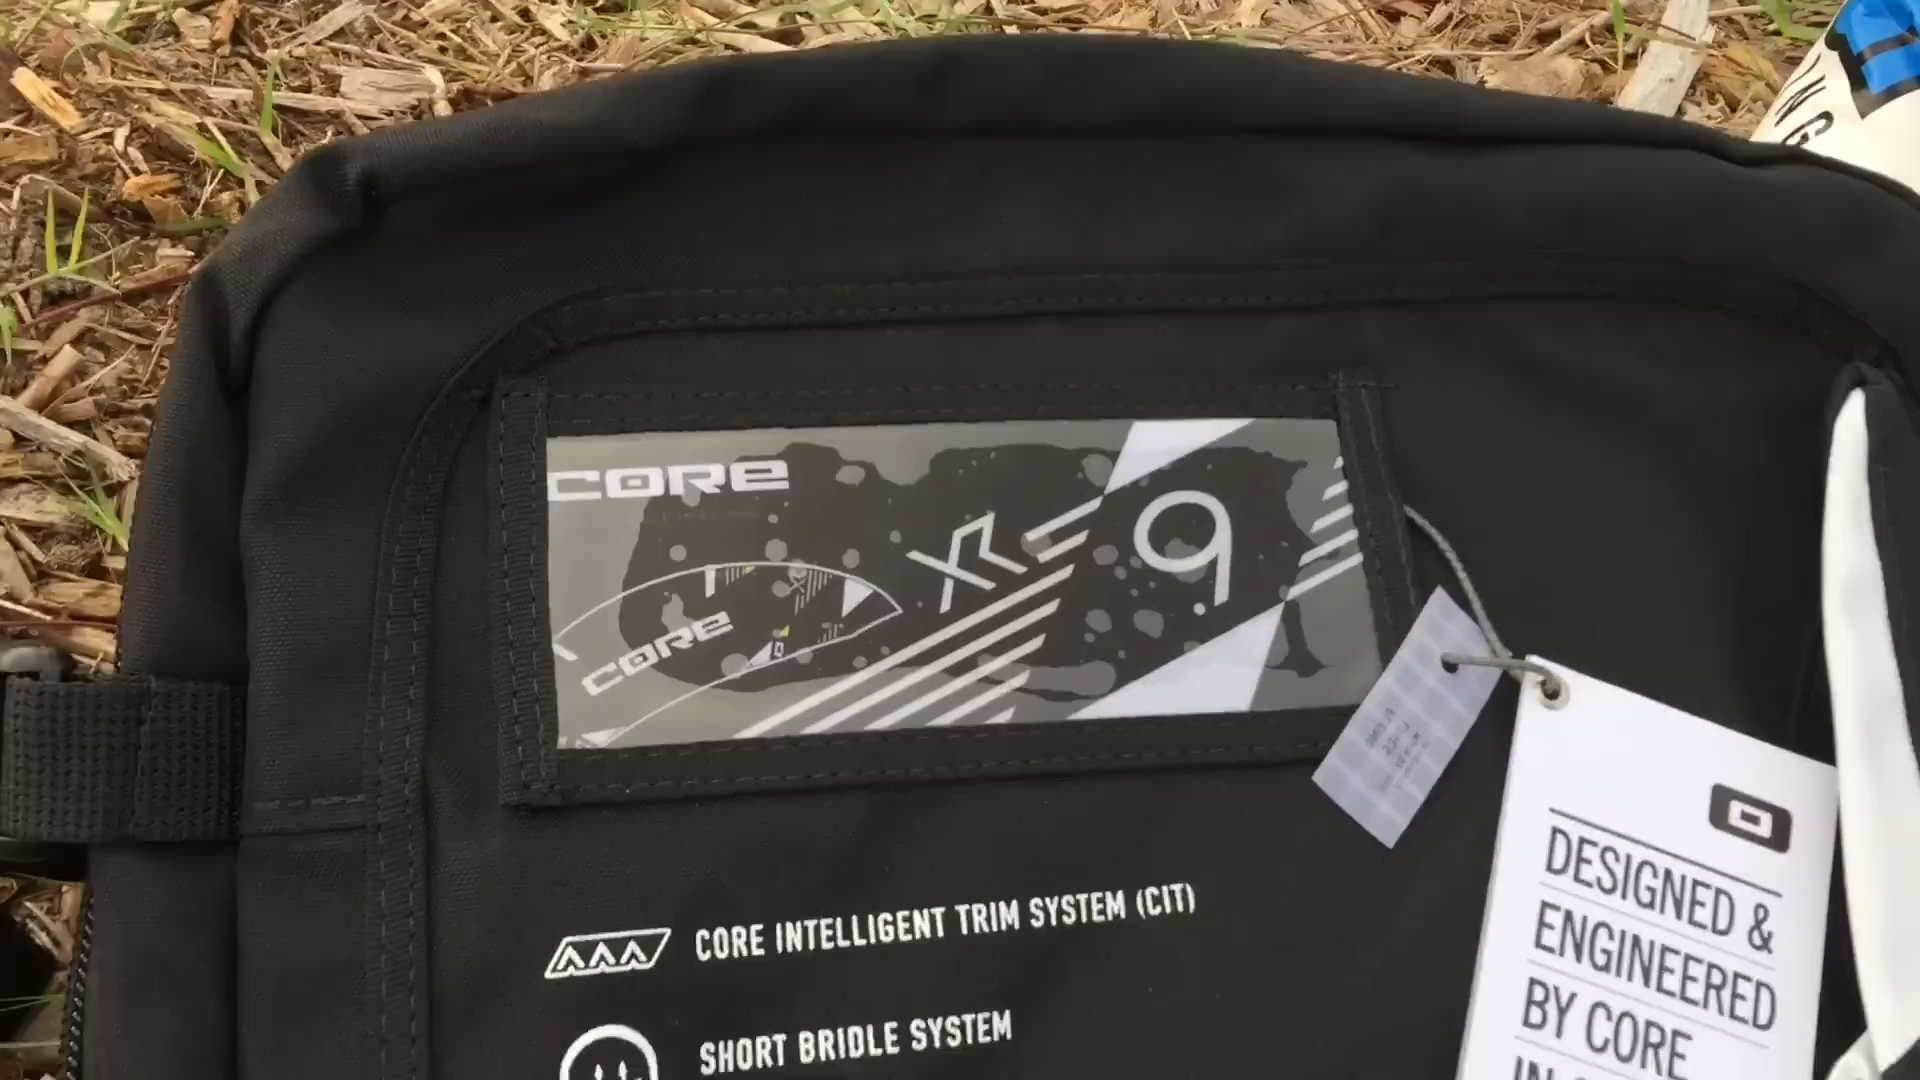 CORE
XR
9
CORE
CORE INTELLIGENT TRIM SYSTEM (CIT)
SHORT BRIDLE SYSTEM
DESIGNED &
ENGINEERED
BY CORE